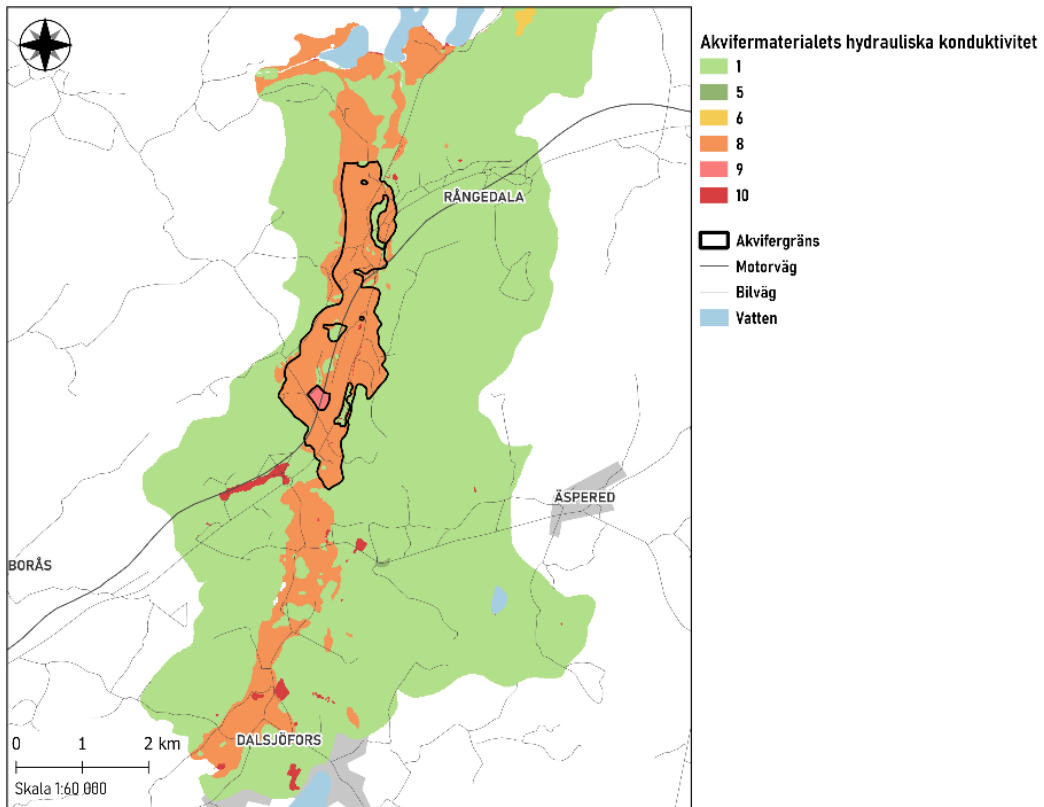 RÅNGEDALA
ÄSPERED
BORÅS
DALSJÖFORS
0 1 2 km
Skala 1:60 000
Akvifermaterialets hydrauliska konduktivitet
1
5
6
8
9
10
Akvifergräns
Motorväg
Bilväg
Vatten